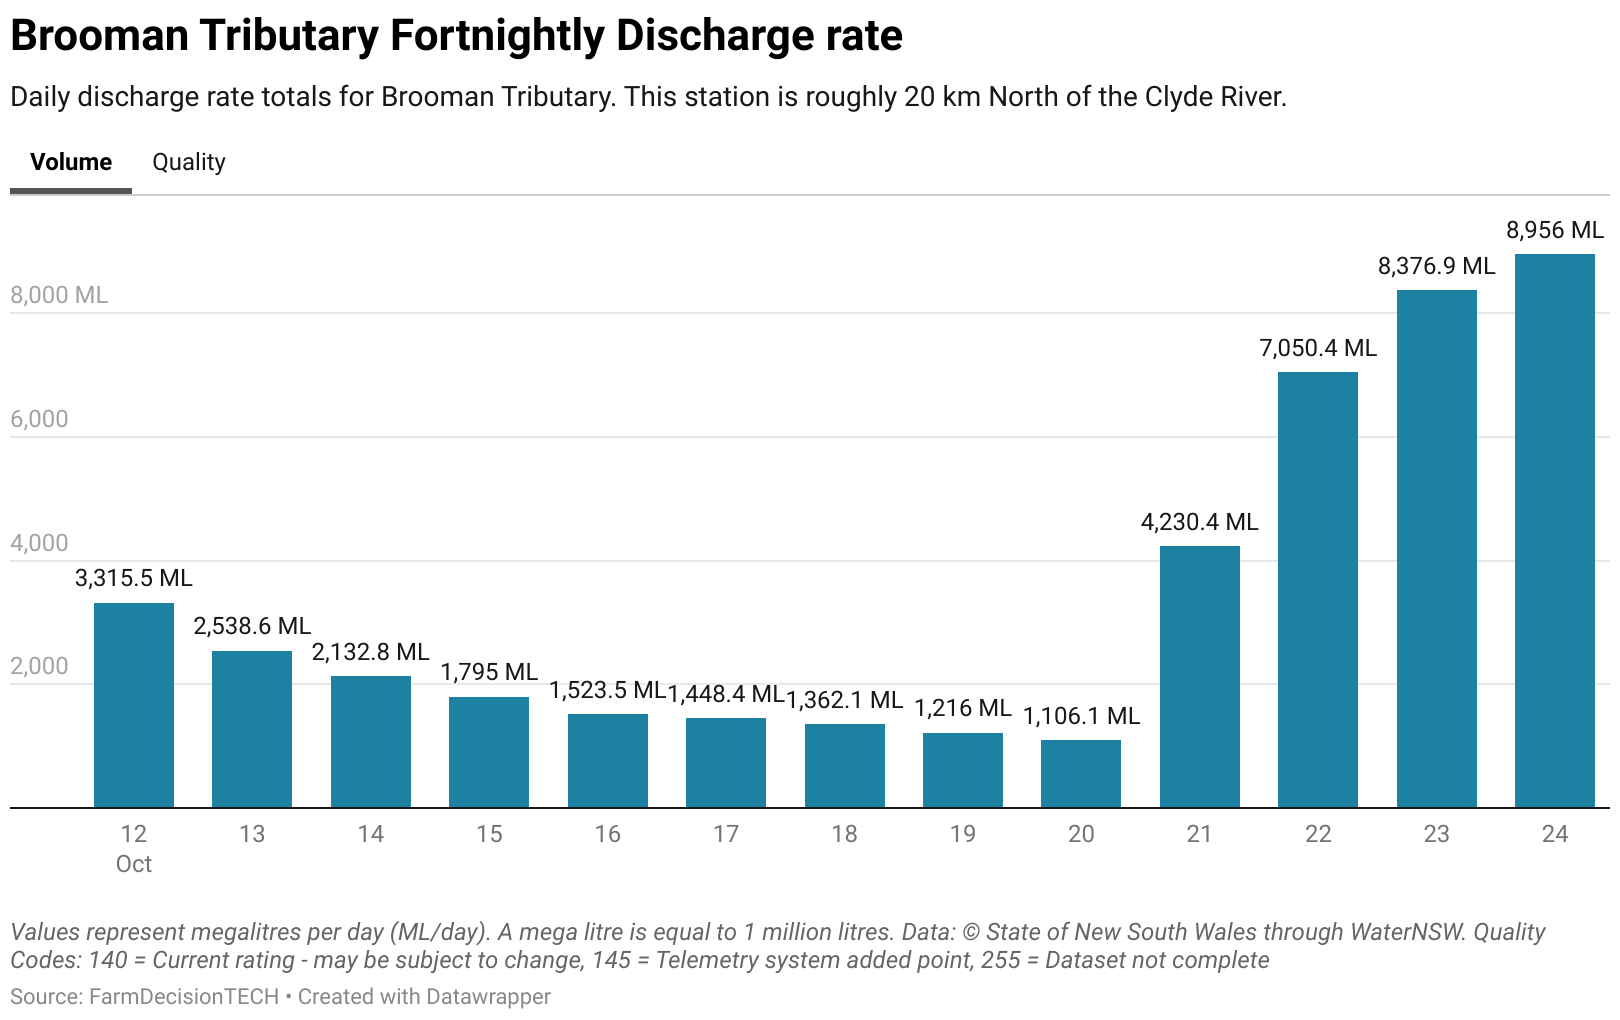 Brooman Tributary Fortnightly Discharge rate
Daily discharge rate totals for Brooman Tributary. This station is roughly 20 km North of the Clyde River.
Volume Quality
8,956 ML
8,376.9 ML
8,000 ML
7,050.4 ML
6,000
4,230.4 ML
4,000
3,315.5 ML
2,538.6 ML
2,132.8 ML
2,000
1,795 ML
1,523.5 ML
1,448.4 ML
1,362.1 ML
1,216 ML
1,106.1 ML
12 13 14 15 16 17 18 19 20 21 22 23 24
Oct
Values represent megalitres per day (ML/day). A mega litre is equal to 1 million litres. Data: © State of New South Wales through WaterNSW. Quality
Codes: 140 = Current rating - may be subject to change, 145 = Telemetry system added point, 255 = Dataset not complete
Source: FarmDecisionTECH • Created with Datawrapper